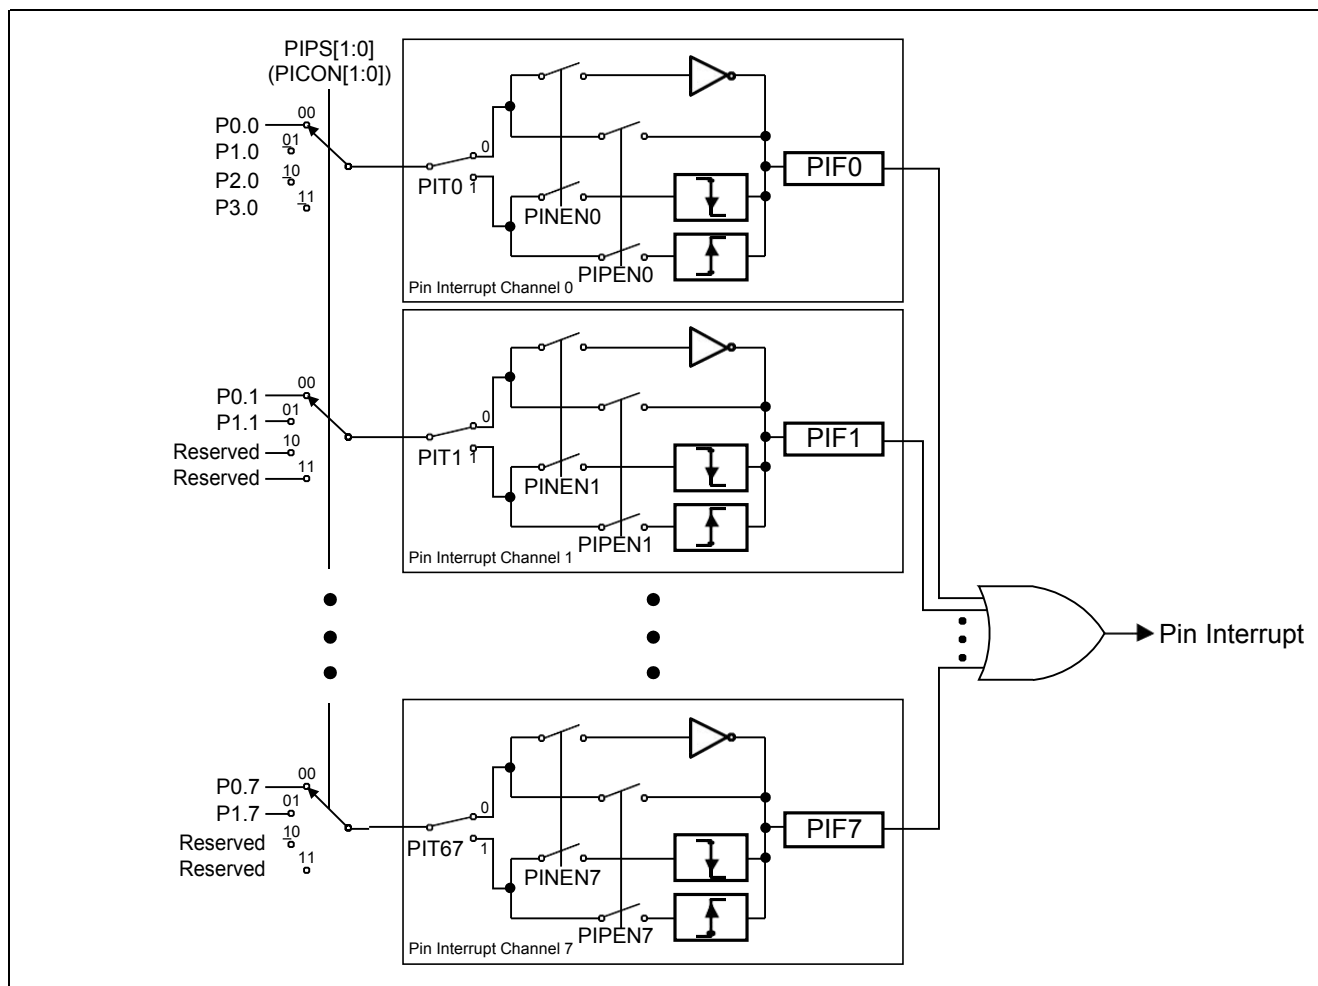 PIPS[1:0]
(PICON[1:0])
00
P0.0
01
P1.0
10
P2.0
11
P3.0
0
PIT0
1
PINEN0
PIPEN0
PIF0
Pin Interrupt Channel 0
00
P0.1
01
P1.1
10
Reserved
11
Reserved
0
PIT1
1
PINEN1
PIPEN1
PIF1
Pin Interrupt Channel 1
Pin Interrupt
00
P0.7
01
P1.7
10
Reserved
11
Reserved
0
PIT67
1
PINEN7
PIPEN7
PIF7
Pin Interrupt Channel 7